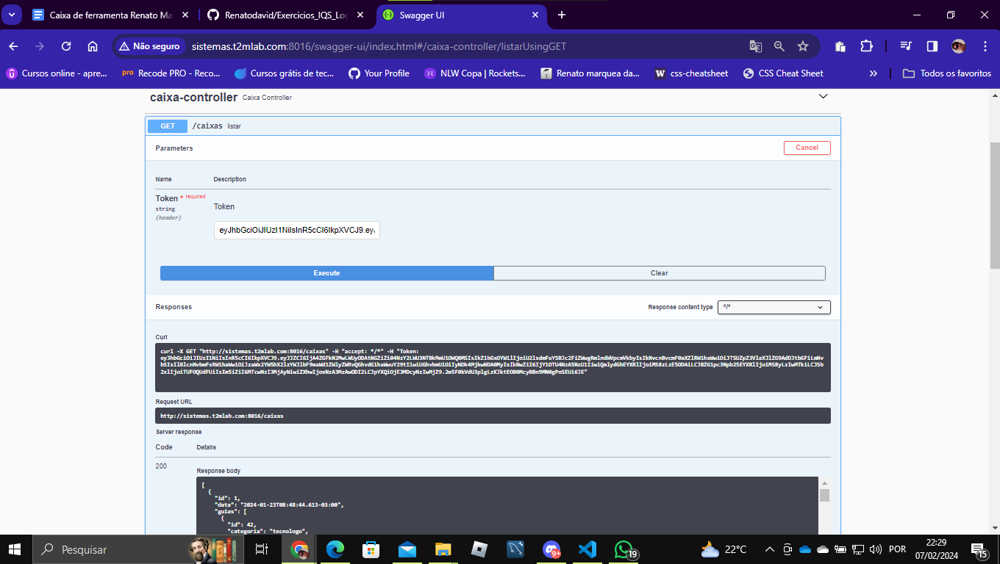 Caixa de ferramenta Renato Ma
Renatodavid/Exercicios_IQS_Log
Swagger UI
Não seguro
sistemas.t2mlab.com:8016/swagger-ui/index.html#/caixa-controller/listarUsingGET
Cursos online - apre...
pro Recode PRO - Reco...
Cursos grátis de tec...
Your Profile
NLW Copa | Rockets...
Renato marquea da...
W css-cheatsheet
CSS Cheat Sheet
»
Todos os favoritos
caixa-controller Caixa Controller
GET /caixas listar
Parameters
Cancel
Name Description
Token * required
string
(header)
Token
Execute
Clear
Responses
Response content type */*
Curl
curl -X GET "http://sistemas.t2mlab.com:8016/caixas" -H "accept: */*" -H "Token:
Request URL
http://sistemas.t2mlab.com:8016/caixas
Server response
Code Details
200
Response body
[
{
"id": 1,
"data": "2024-01-23T08:48:44.613-03:00",
"guias": [
{
"id": 42,
"categoria": "tecnologo",
Pesquisar
9+
19
22°C
POR
22:29
07/02/2024
15